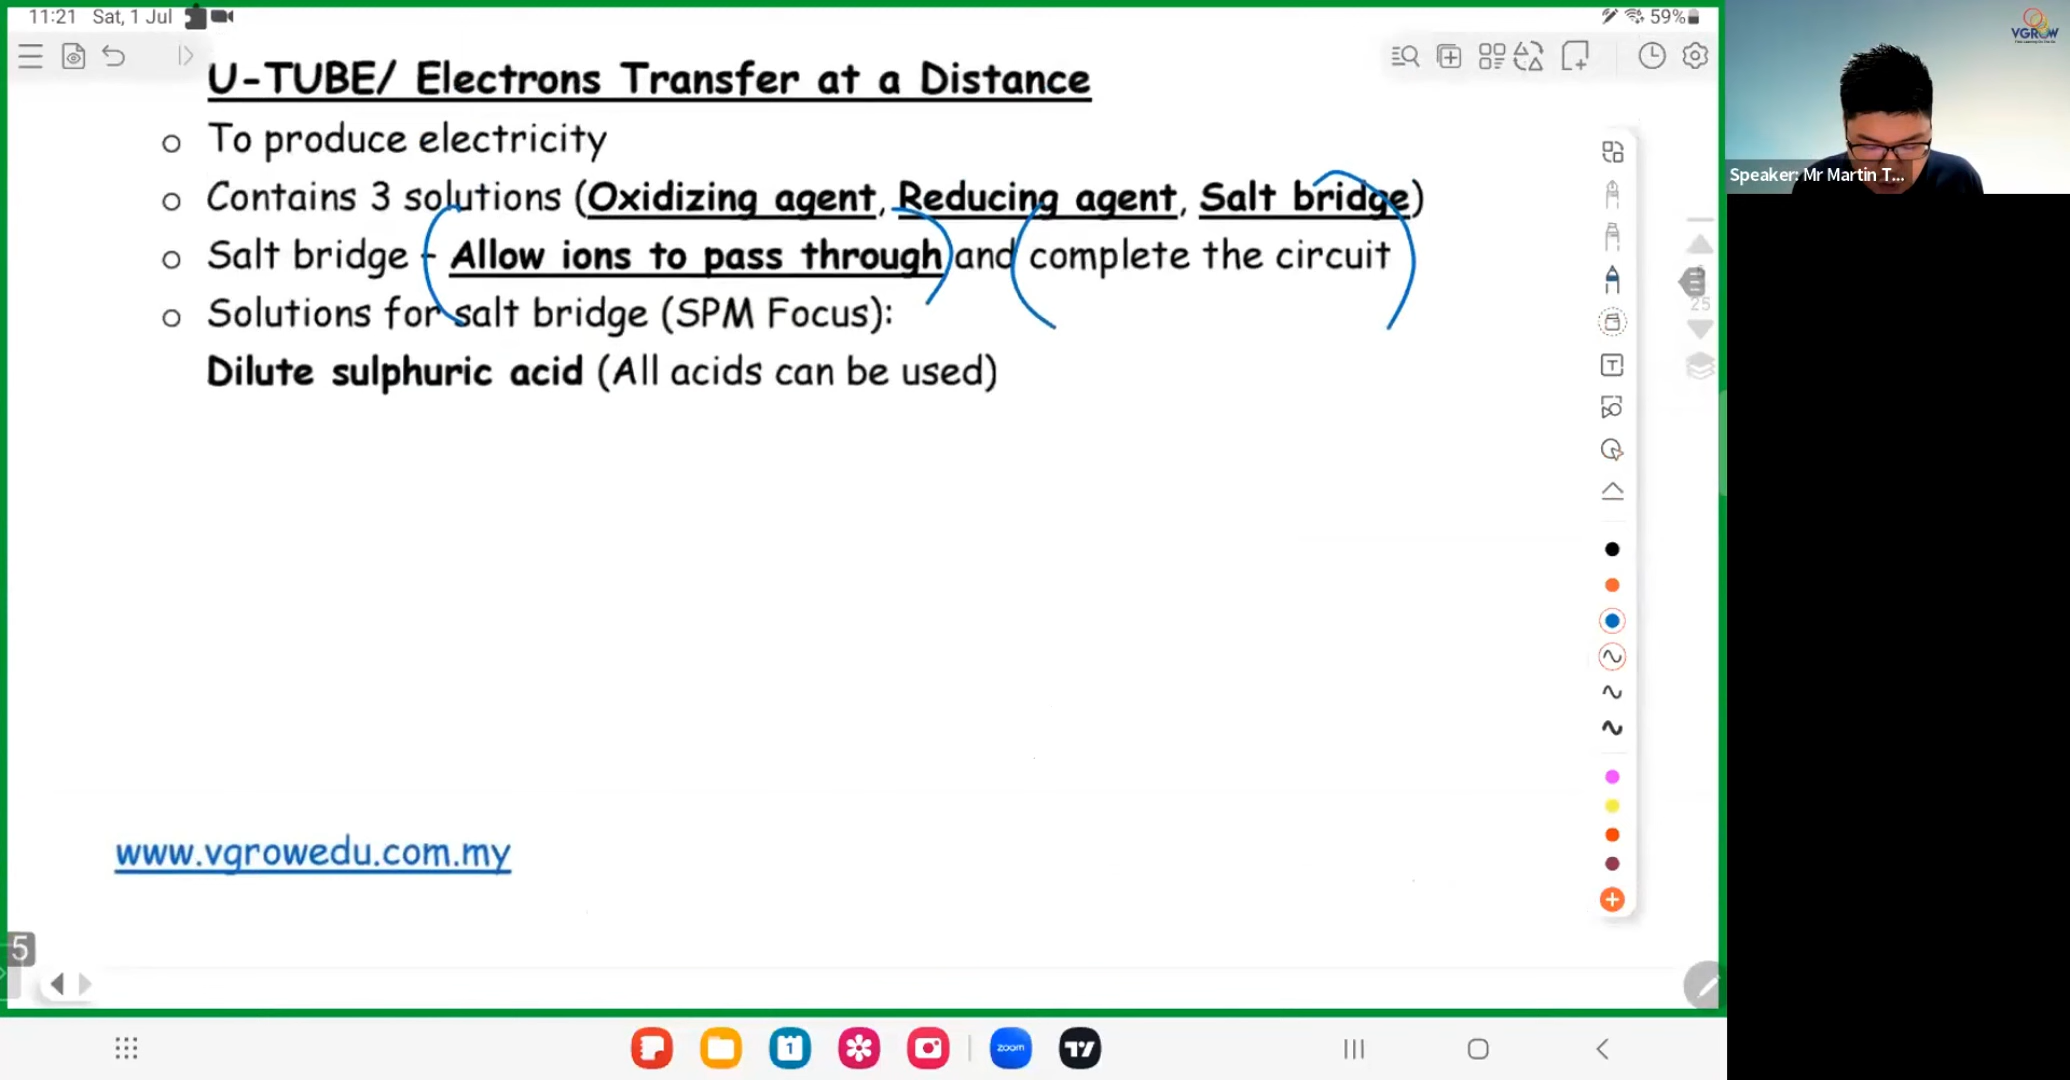 11:21 Sat, 1 Jul
59%
VGROW
U-TUBE/ Electrons Transfer at a Distance
○ To produce electricity
○ Contains 3 solutions (Oxidizing agent, Reducing agent, Salt bridge)
○ Salt bridge - Allow ions to pass through and complete the circuit
○ Solutions for salt bridge (SPM Focus):
Dilute sulphuric acid (All acids can be used)
Speaker: Mr Martin T...
25
www.vgrowedu.com.my
5
1
zoom